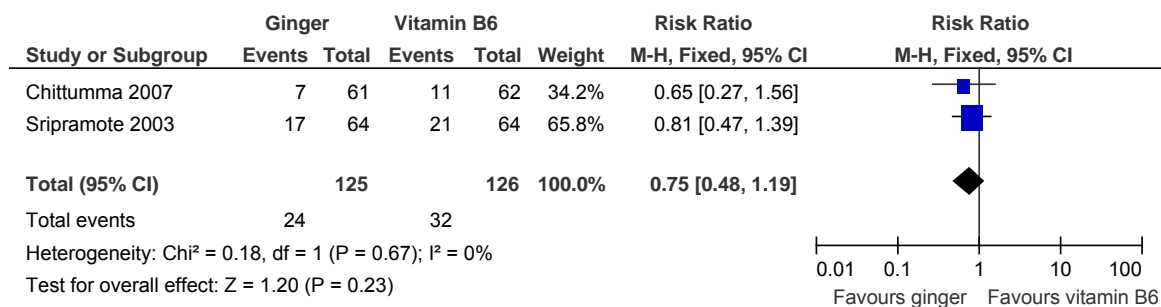 Ginger Vitamin B6 Risk Ratio Risk Ratio
Study or Subgroup Events Total Events Total Weight M-H, Fixed, 95% CI M-H, Fixed, 95% CI
Chittumma 2007 7 61 11 62 34.2% 0.65 [0.27, 1.56]
Sripramote 2003 17 64 21 64 65.8% 0.81 [0.47, 1.39]
Total (95% CI) 125 126 100.0% 0.75 [0.48, 1.19]
Total events 24 32
Heterogeneity: Chi² = 0.18, df = 1 (P = 0.67); I² = 0%
Test for overall effect: Z = 1.20 (P = 0.23)
0.01 0.1 1 10 100
Favours ginger Favours vitamin B6